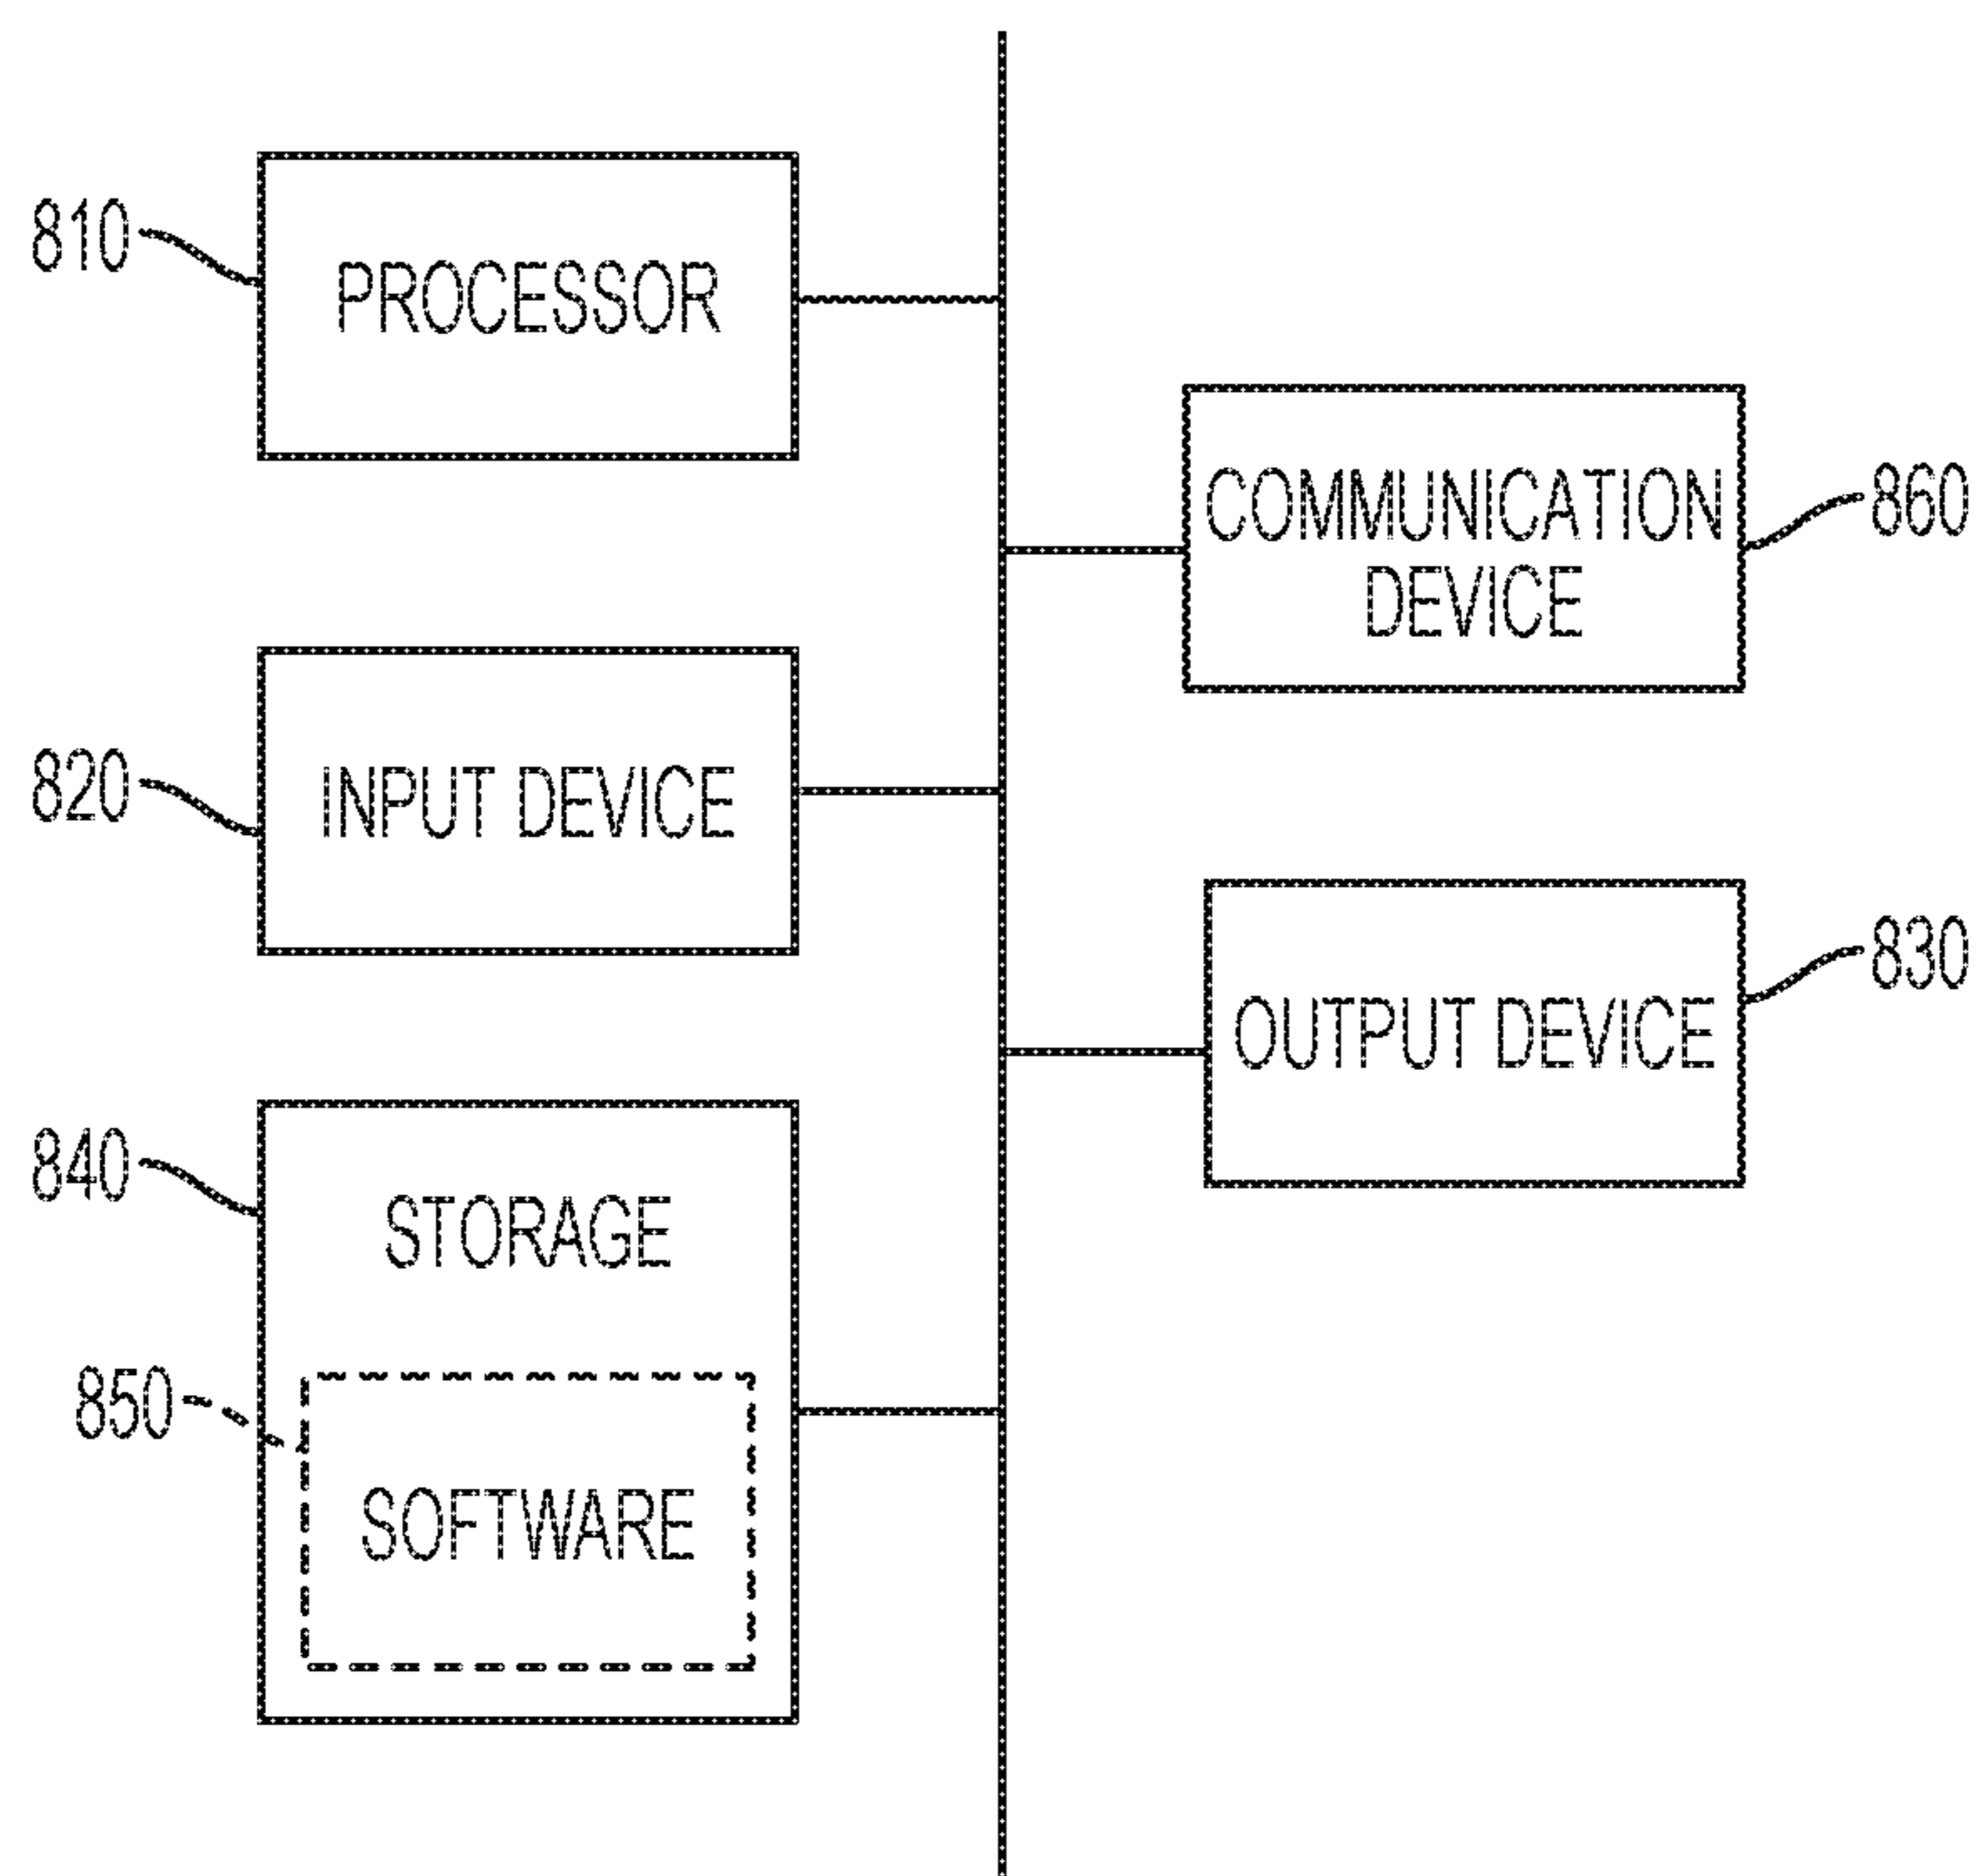 810
PROCESSOR
COMMUNICATION
DEVICE
860
820
INPUT DEVICE
OUTPUT DEVICE
830
840
STORAGE
850
SOFTWARE